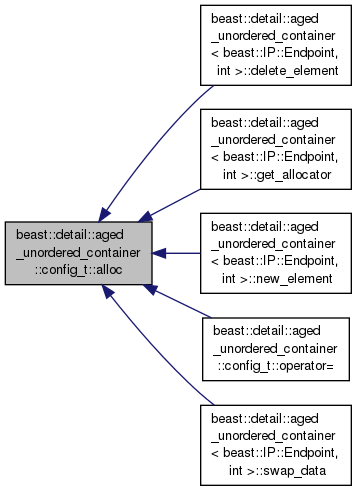 beast::detail::aged
_unordered_container
< beast::IP::Endpoint,
int >::delete_element
beast::detail::aged
_unordered_container
< beast::IP::Endpoint,
int >::get_allocator
beast::detail::aged
_unordered_container
::config_t::alloc
beast::detail::aged
_unordered_container
< beast::IP::Endpoint,
int >::new_element
beast::detail::aged
_unordered_container
::config_t::operator=
beast::detail::aged
_unordered_container
< beast::IP::Endpoint,
int >::swap_data